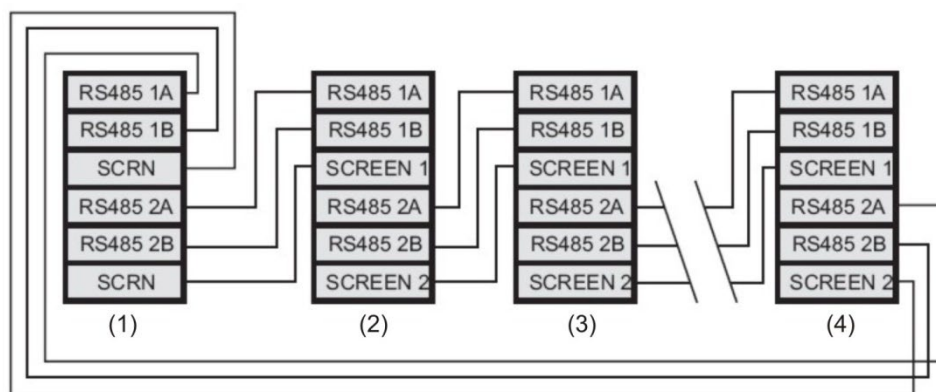 RS485 1A
RS485 1B
SCRN
RS485 2A
RS485 2B
SCRN
(1)
RS485 1A
RS485 1B
SCREEN 1
RS485 2A
RS485 2B
SCREEN 2
(2)
RS485 1A
RS485 1B
SCREEN 1
RS485 2A
RS485 2B
SCREEN 2
(3)
RS485 1A
RS485 1B
SCREEN 1
RS485 2A
RS485 2B
SCREEN 2
(4)